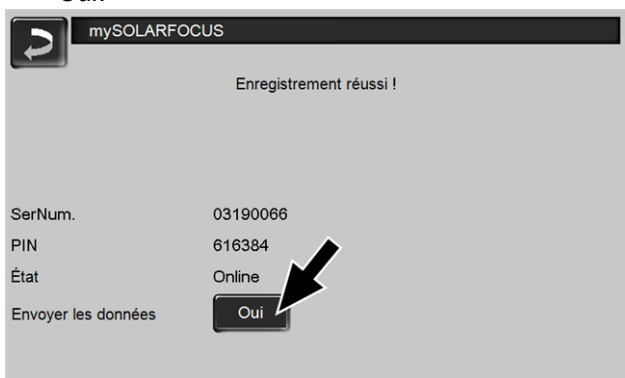 mySOLARFOCUS
Enregistrement réussi !
SerNum. 03190066
PIN 616384
État Online
Envoyer les données Oui